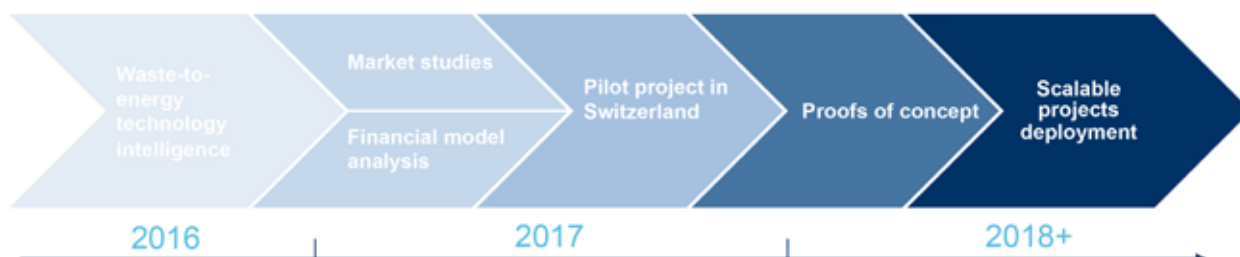 Waste-to-
energy
technology
intelligence
Market studies
Financial model
analysis
Pilot project in
Switzerland
Proofs of concept
Scalable
projects
deployment
2016
2017
2018+